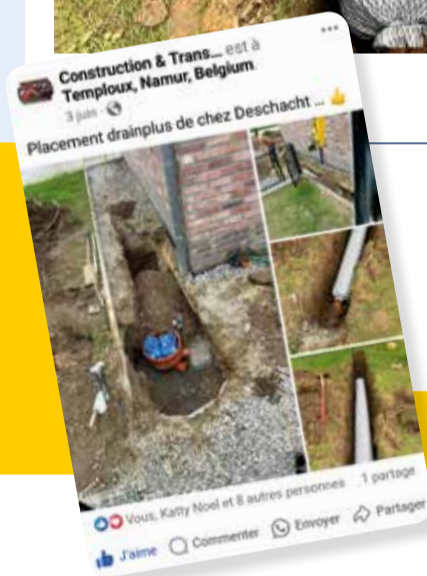 Construction & Trans... est à
Temploux, Namur, Belgium
3 juin
Placement drainplus de chez Deschacht ... 👍
Vous, Katty Noel et 8 autres personnes 1 partage
J'aime Commenter Envoyer Partager